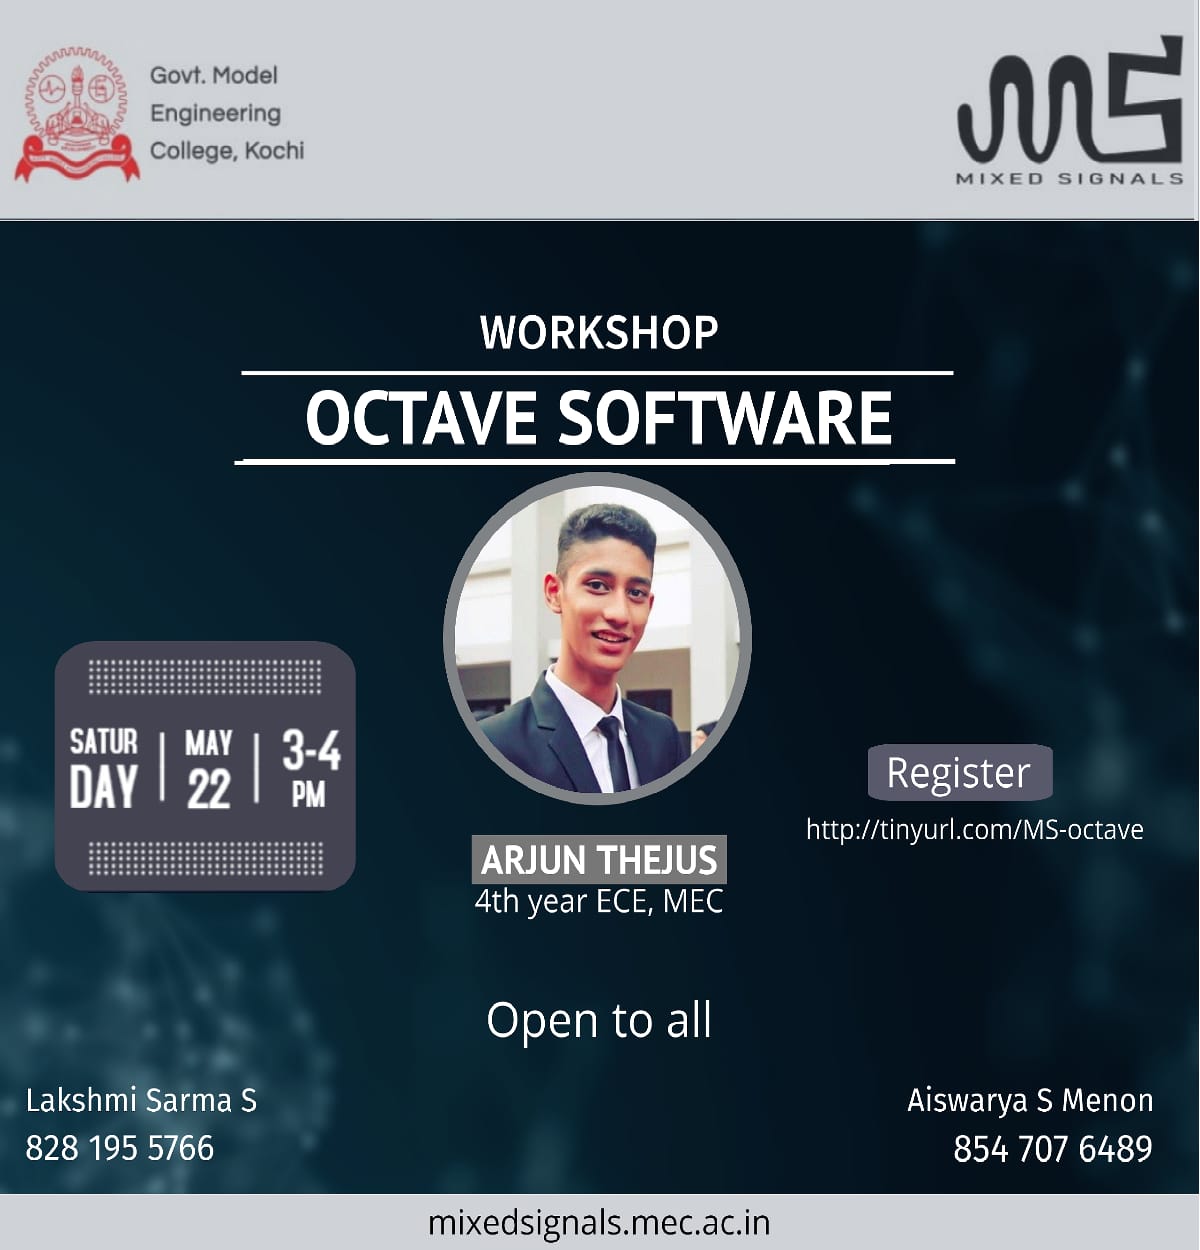 Govt. Model
Engineering
College, Kochi
MS
MIXED SIGNALS
WORKSHOP
OCTAVE SOFTWARE
SATUR
DAY
MAY
22
3-4
PM
ARJUN THEJUS
4th year ECE, MEC
Register
http://tinyurl.com/MS-octave
Open to all
Lakshmi Sarma S
828 195 5766
Aiswarya S Menon
854 707 6489
mixedsignals.mec.ac.in